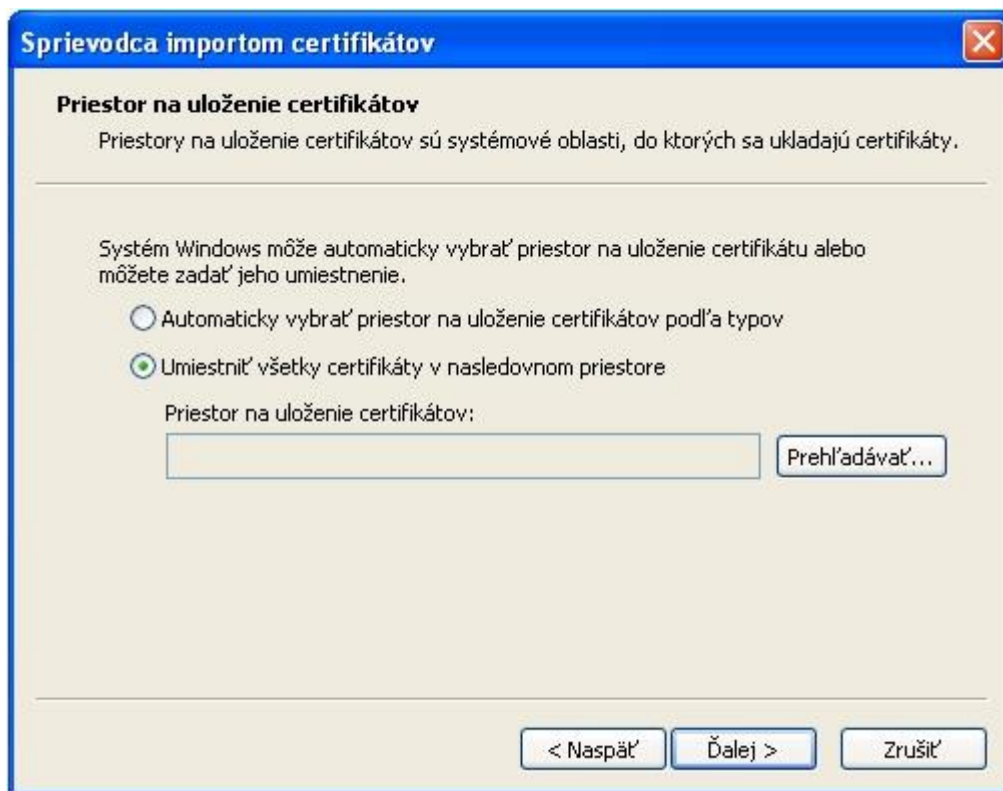 Sprievodca importom certifikátov
Priestor na uloženie certifikátov
Priestory na uloženie certifikátov sú systémové oblasti, do ktorých sa ukladajú certifikáty.
Systém Windows môže automaticky vybrať priestor na uloženie certifikátu alebo
môžete zadať jeho umiestnenie.
Automaticky vybrať priestor na uloženie certifikátov podľa typov
Umiestniť všetky certifikáty v nasledovnom priestore
Priestor na uloženie certifikátov:
Prehľadávať...
< Naspäť
Ďalej >
Zrušiť